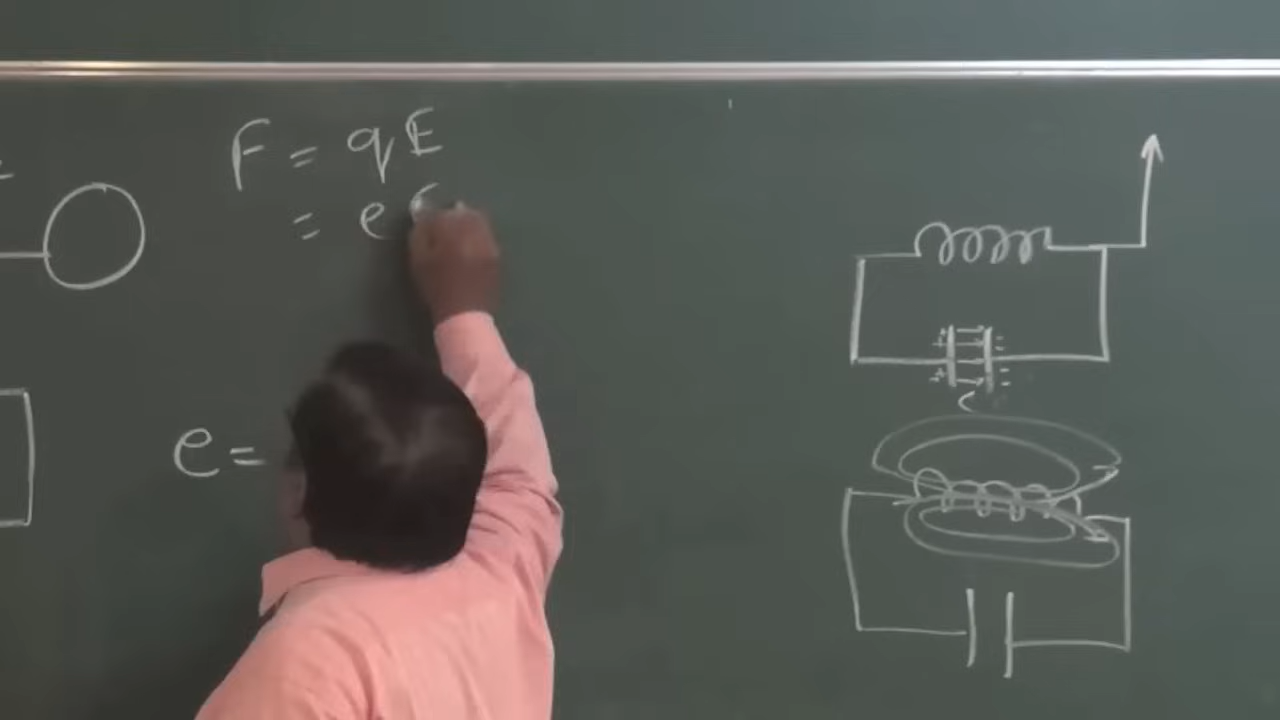 F = qE
= e
e =
C